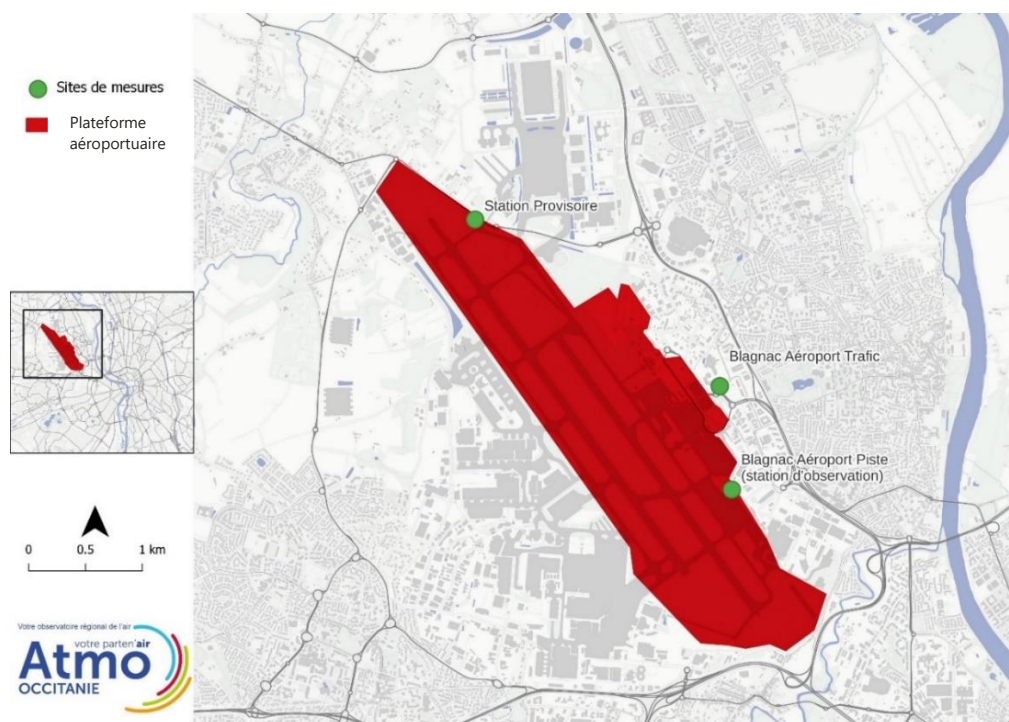 Sites de mesures
Plateforme
aéroportuaire
Station Provisoire
Blagnac Aéroport Trafic
Blagnac Aéroport Piste
(station d'observation)
0 0.5 1 km
Votre observatoire régional de l'air
votre parten'air
Atmo
OCCITANIE